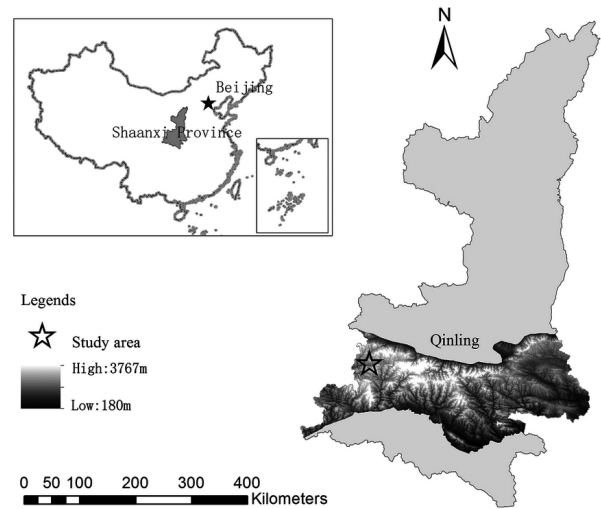 N
Beijing
Shaanxi Province
Qinling
Legends
Study area
High:3767m
Low:180m
0 50 100 200 300 400
Kilometers